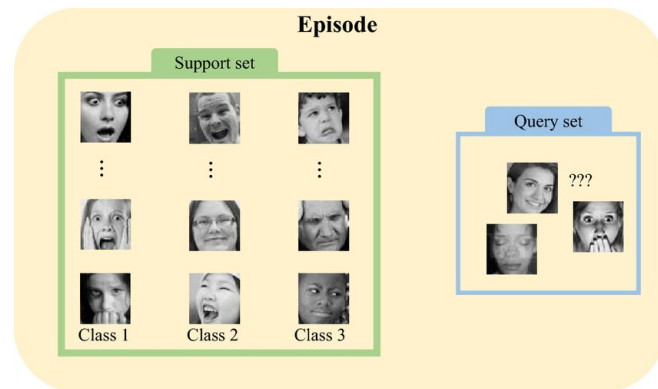 Episode
Support set
Query set
???
Class 1 Class 2 Class 3